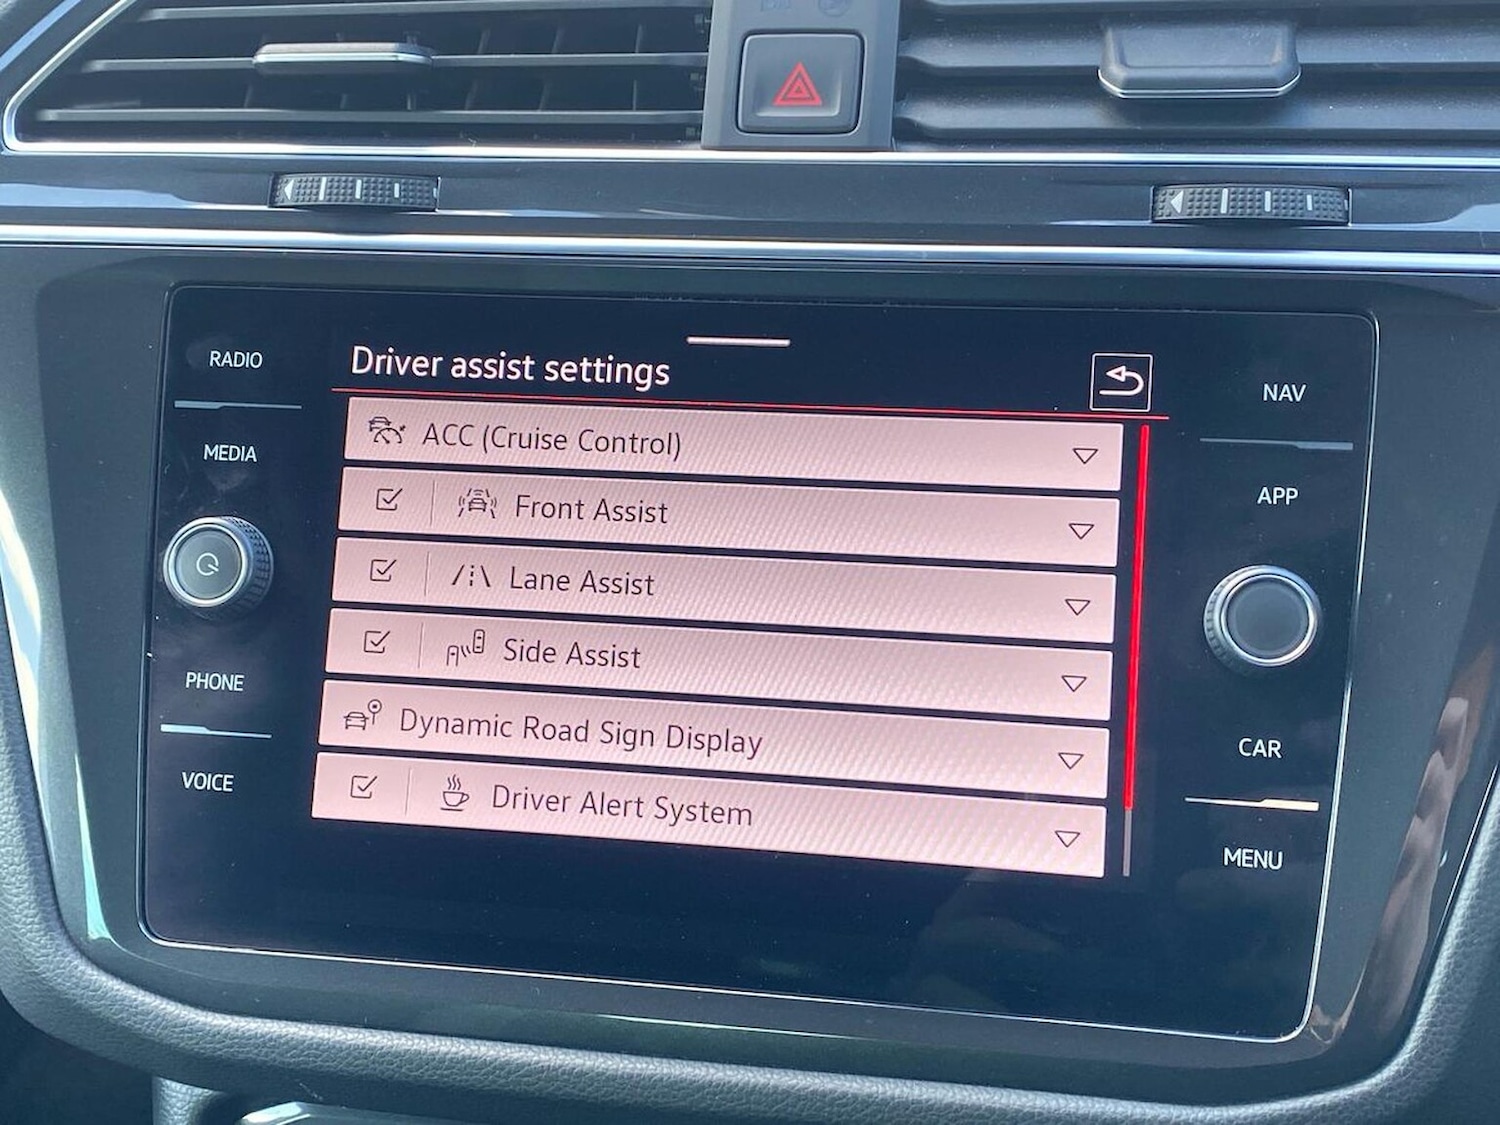 RADIO
MEDIA
PHONE
VOICE
Driver assist settings
ACC (Cruise Control)
Front Assist
Lane Assist
Side Assist
Dynamic Road Sign Display
Driver Alert System
NAV
APP
CAR
MENU